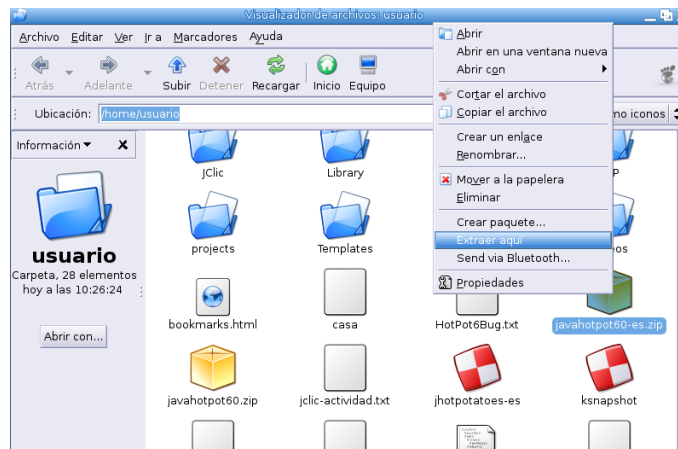 Visualizador de archivos: usuario
Archivo Editar Ver Ir a Marcadores Ayuda
Atrás Adelante Subir Detener Recargar Inicio Equipo
Ubicación: /home/usuario
no iconos
Información
usuario
Carpeta, 28 elementos
hoy a las 10:26:24
Abrir con...
JClic Library
projects Templates
bookmarks.html casa HotPot6Bug.txt javahotpot60-es.zip
javahotpot60.zip jclic-actividad.txt jhotpotatoes-es ksnapshot
Abrir
Abrir en una ventana nueva
Abrir con
Cortar el archivo
Copiar el archivo
Crear un enlace
Renombrar...
Mover a la papelera
Eliminar
Crear paquete...
Extraer aquí
Send via Bluetooth...
Propiedades